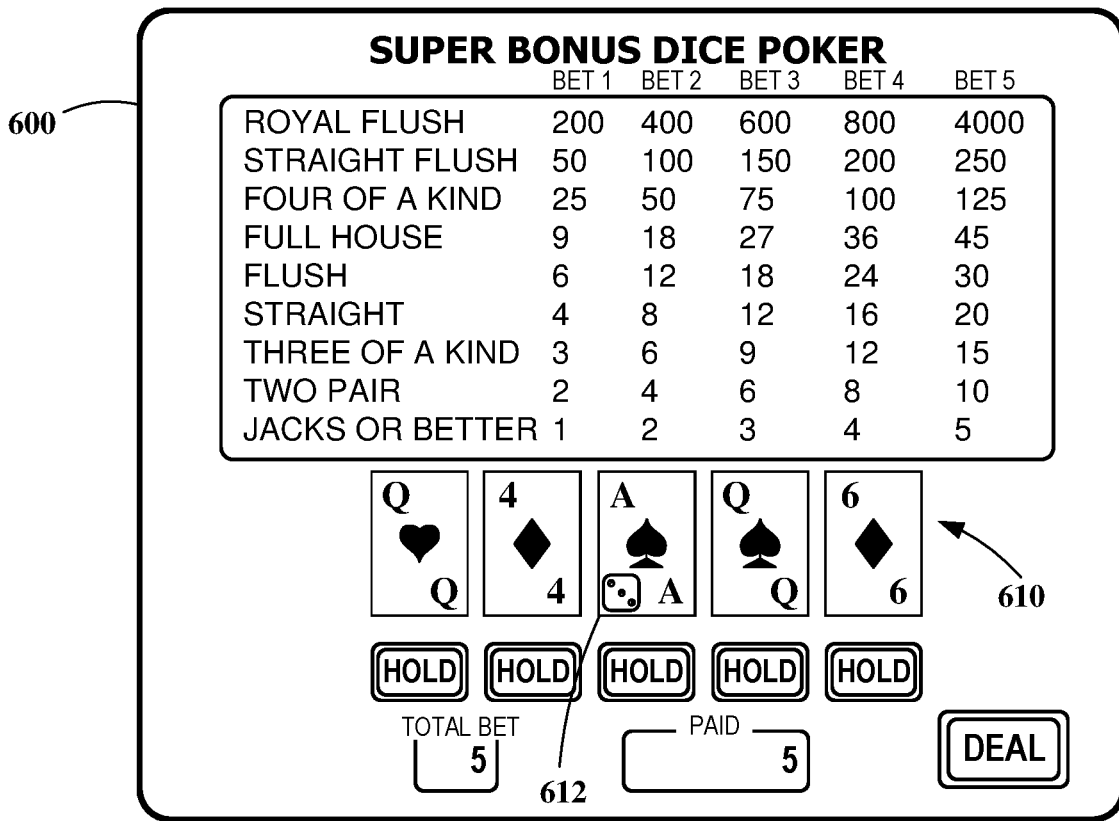 SUPER BONUS DICE POKER
BET 1 BET 2 BET 3 BET 4 BET 5
600
ROYAL FLUSH 200 400 600 800 4000
STRAIGHT FLUSH 50 100 150 200 250
FOUR OF A KIND 25 50 75 100 125
FULL HOUSE 9 18 27 36 45
FLUSH 6 12 18 24 30
STRAIGHT 4 8 12 16 20
THREE OF A KIND 3 6 9 12 15
TWO PAIR 2 4 6 8 10
JACKS OR BETTER 1 2 3 4 5
Q 4 A Q 6
Q 4 A Q 6
610
HOLD HOLD HOLD HOLD HOLD
TOTAL BET PAID
5 5 DEAL
612